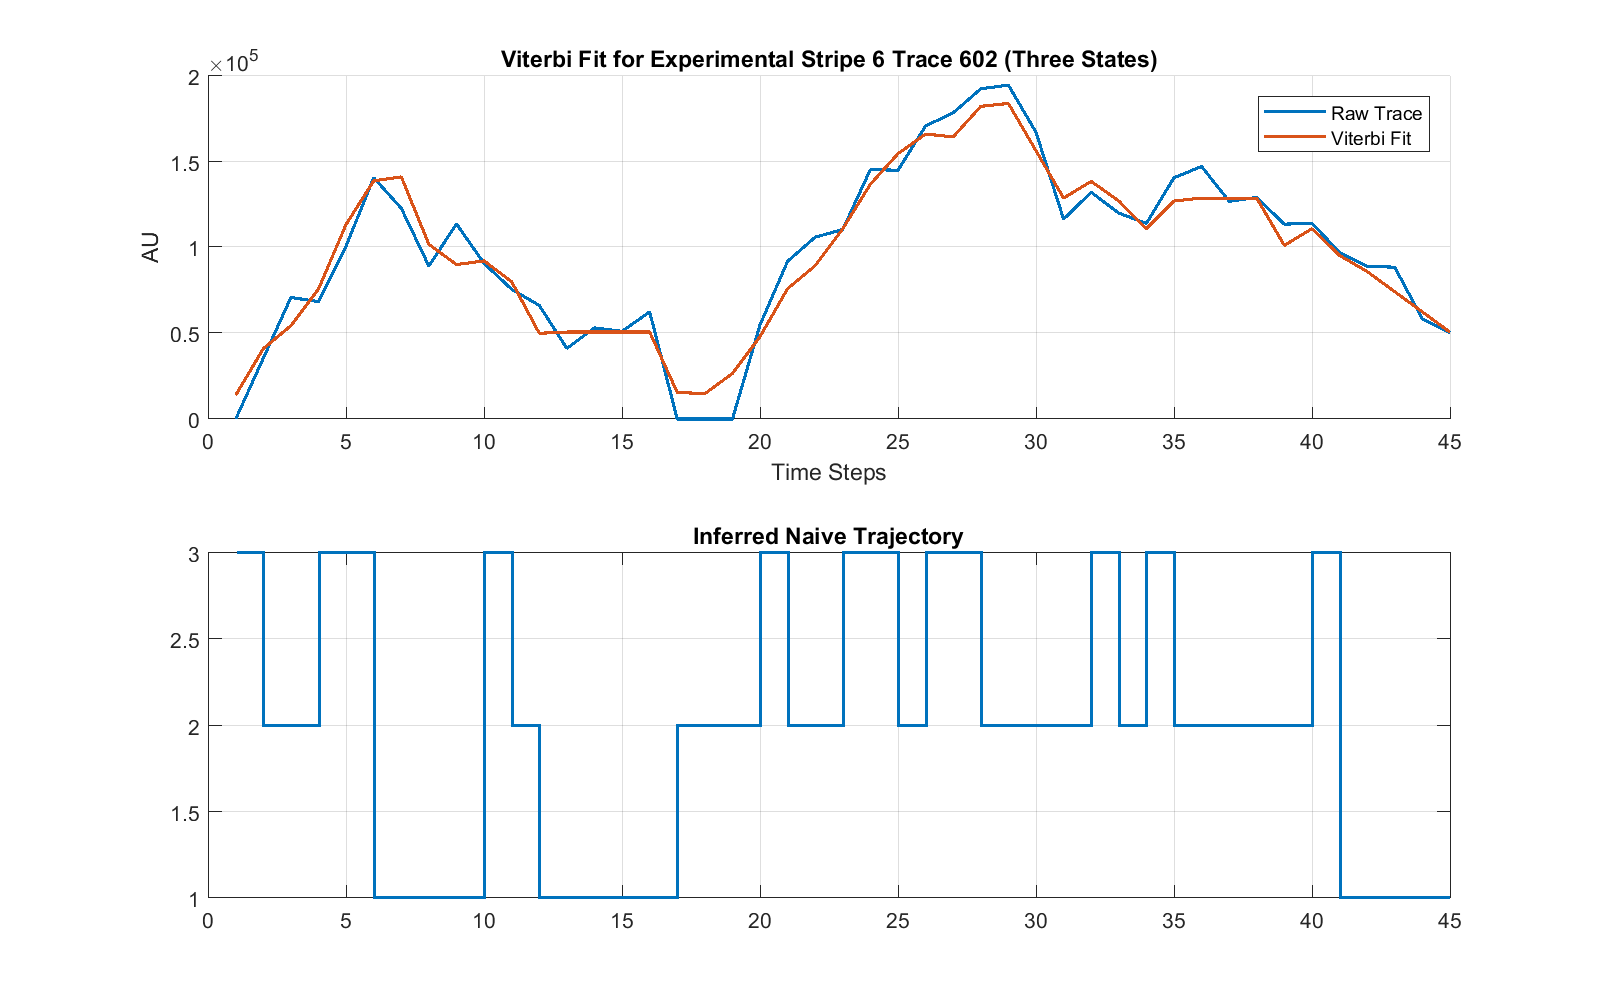 Viterbi Fit for Experimental Stripe 6 Trace 602 (Three States)
×10⁵
2
1.5
1
0.5
0
AU
Raw Trace
Viterbi Fit
0 5 10 15 20 25 30 35 40 45
Time Steps
Inferred Naive Trajectory
3
2.5
2
1.5
1
0 5 10 15 20 25 30 35 40 45